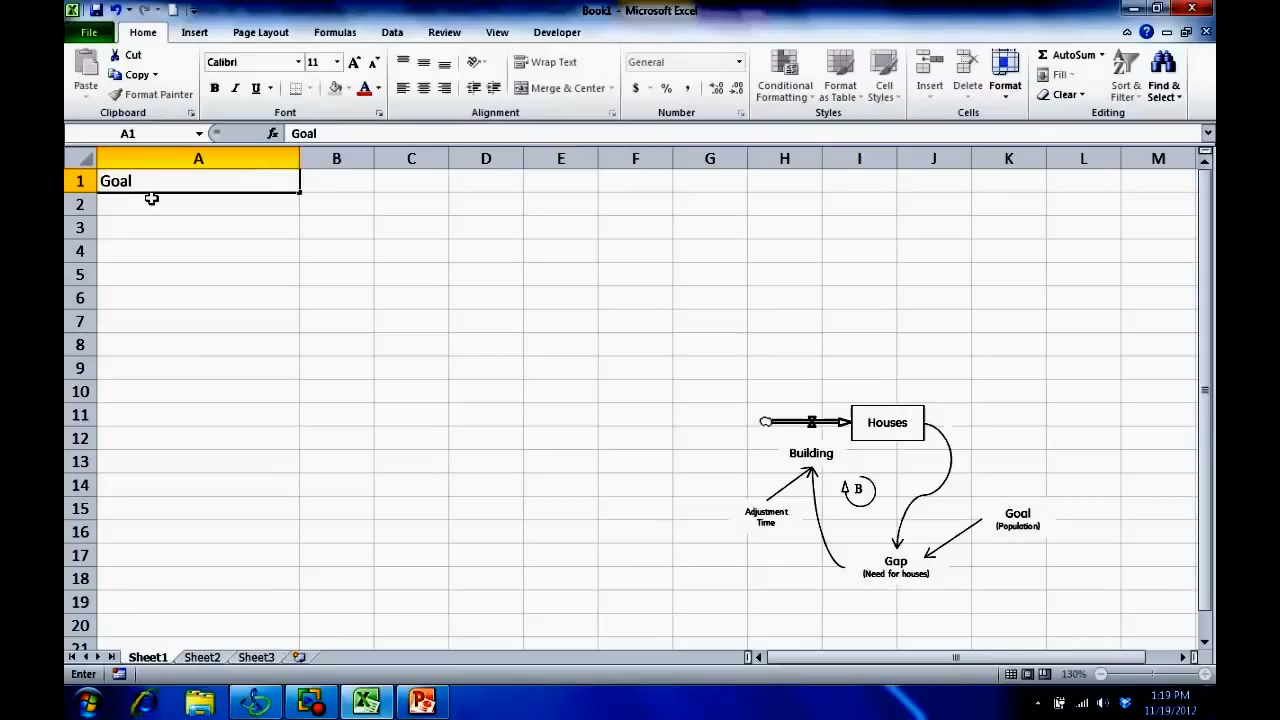 Book1 - Microsoft Excel
File Home Insert Page Layout Formulas Data Review View Developer
Cut
Copy
Format Painter
Paste
Clipboard
Calibri 11
B I U A
Font
Wrap Text
Merge & Center
Alignment
General
$ % ,
Number
Conditional Formatting
Format as Table
Cell Styles
Styles
Insert Delete Format
Cells
AutoSum
Fill
Clear
Sort & Filter
Find & Select
Editing
A1 fx Goal
A B C D E F G H I J K L M
1 Goal
2
3
4
5
6
7
8
9
10
11
12
13
14
15
16
17
18
19
20
21
Houses
Building
B
Adjustment
Time
Goal
(Population)
Gap
(Need for houses)
Sheet1 Sheet2 Sheet3
Enter 130%
1:19 PM
11/19/2012